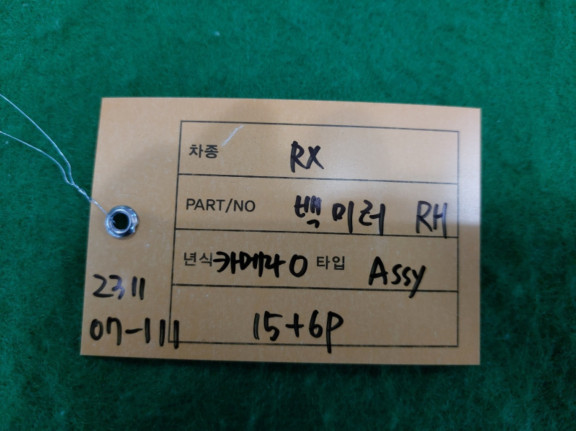 차종 RX
PART/NO 백미러 RH
년식 카메라 O 타입 Assy
15+6P
2311
07-111